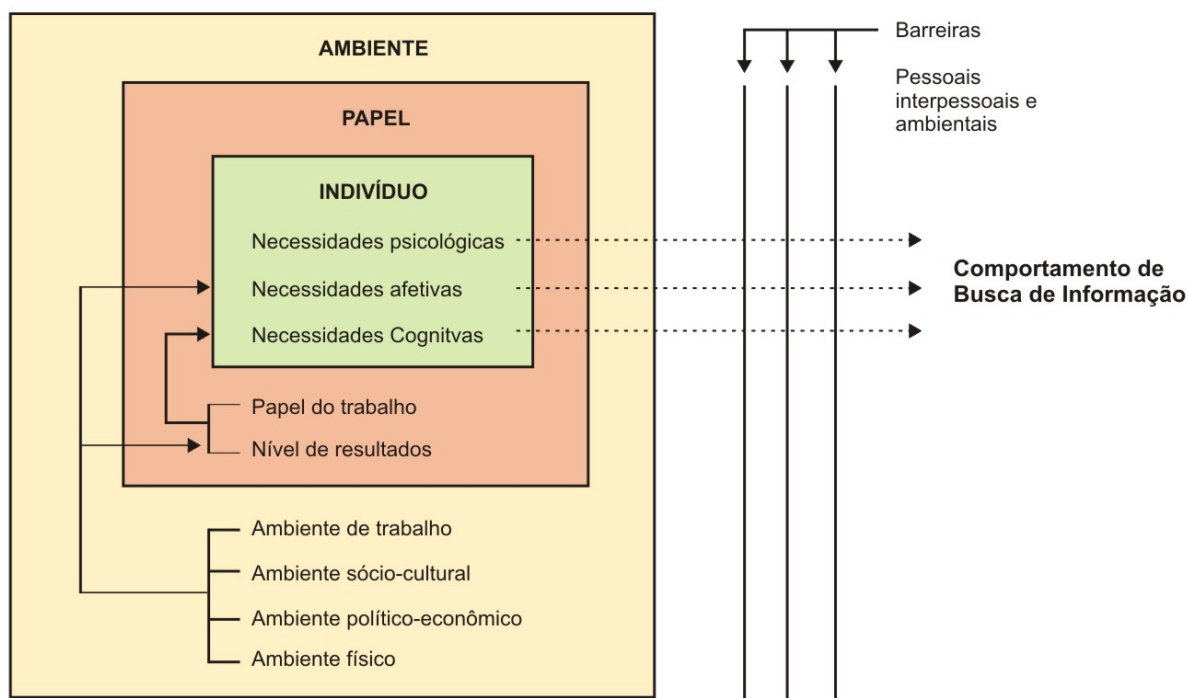 AMBIENTE
PAPEL
INDIVÍDUO
Necessidades psicológicas
Necessidades afetivas
Necessidades Cognitvas
Papel do trabalho
Nível de resultados
Ambiente de trabalho
Ambiente sócio-cultural
Ambiente político-econômico
Ambiente físico
Barreiras
Pessoais
interpessoais e
ambientais
Comportamento de
Busca de Informação